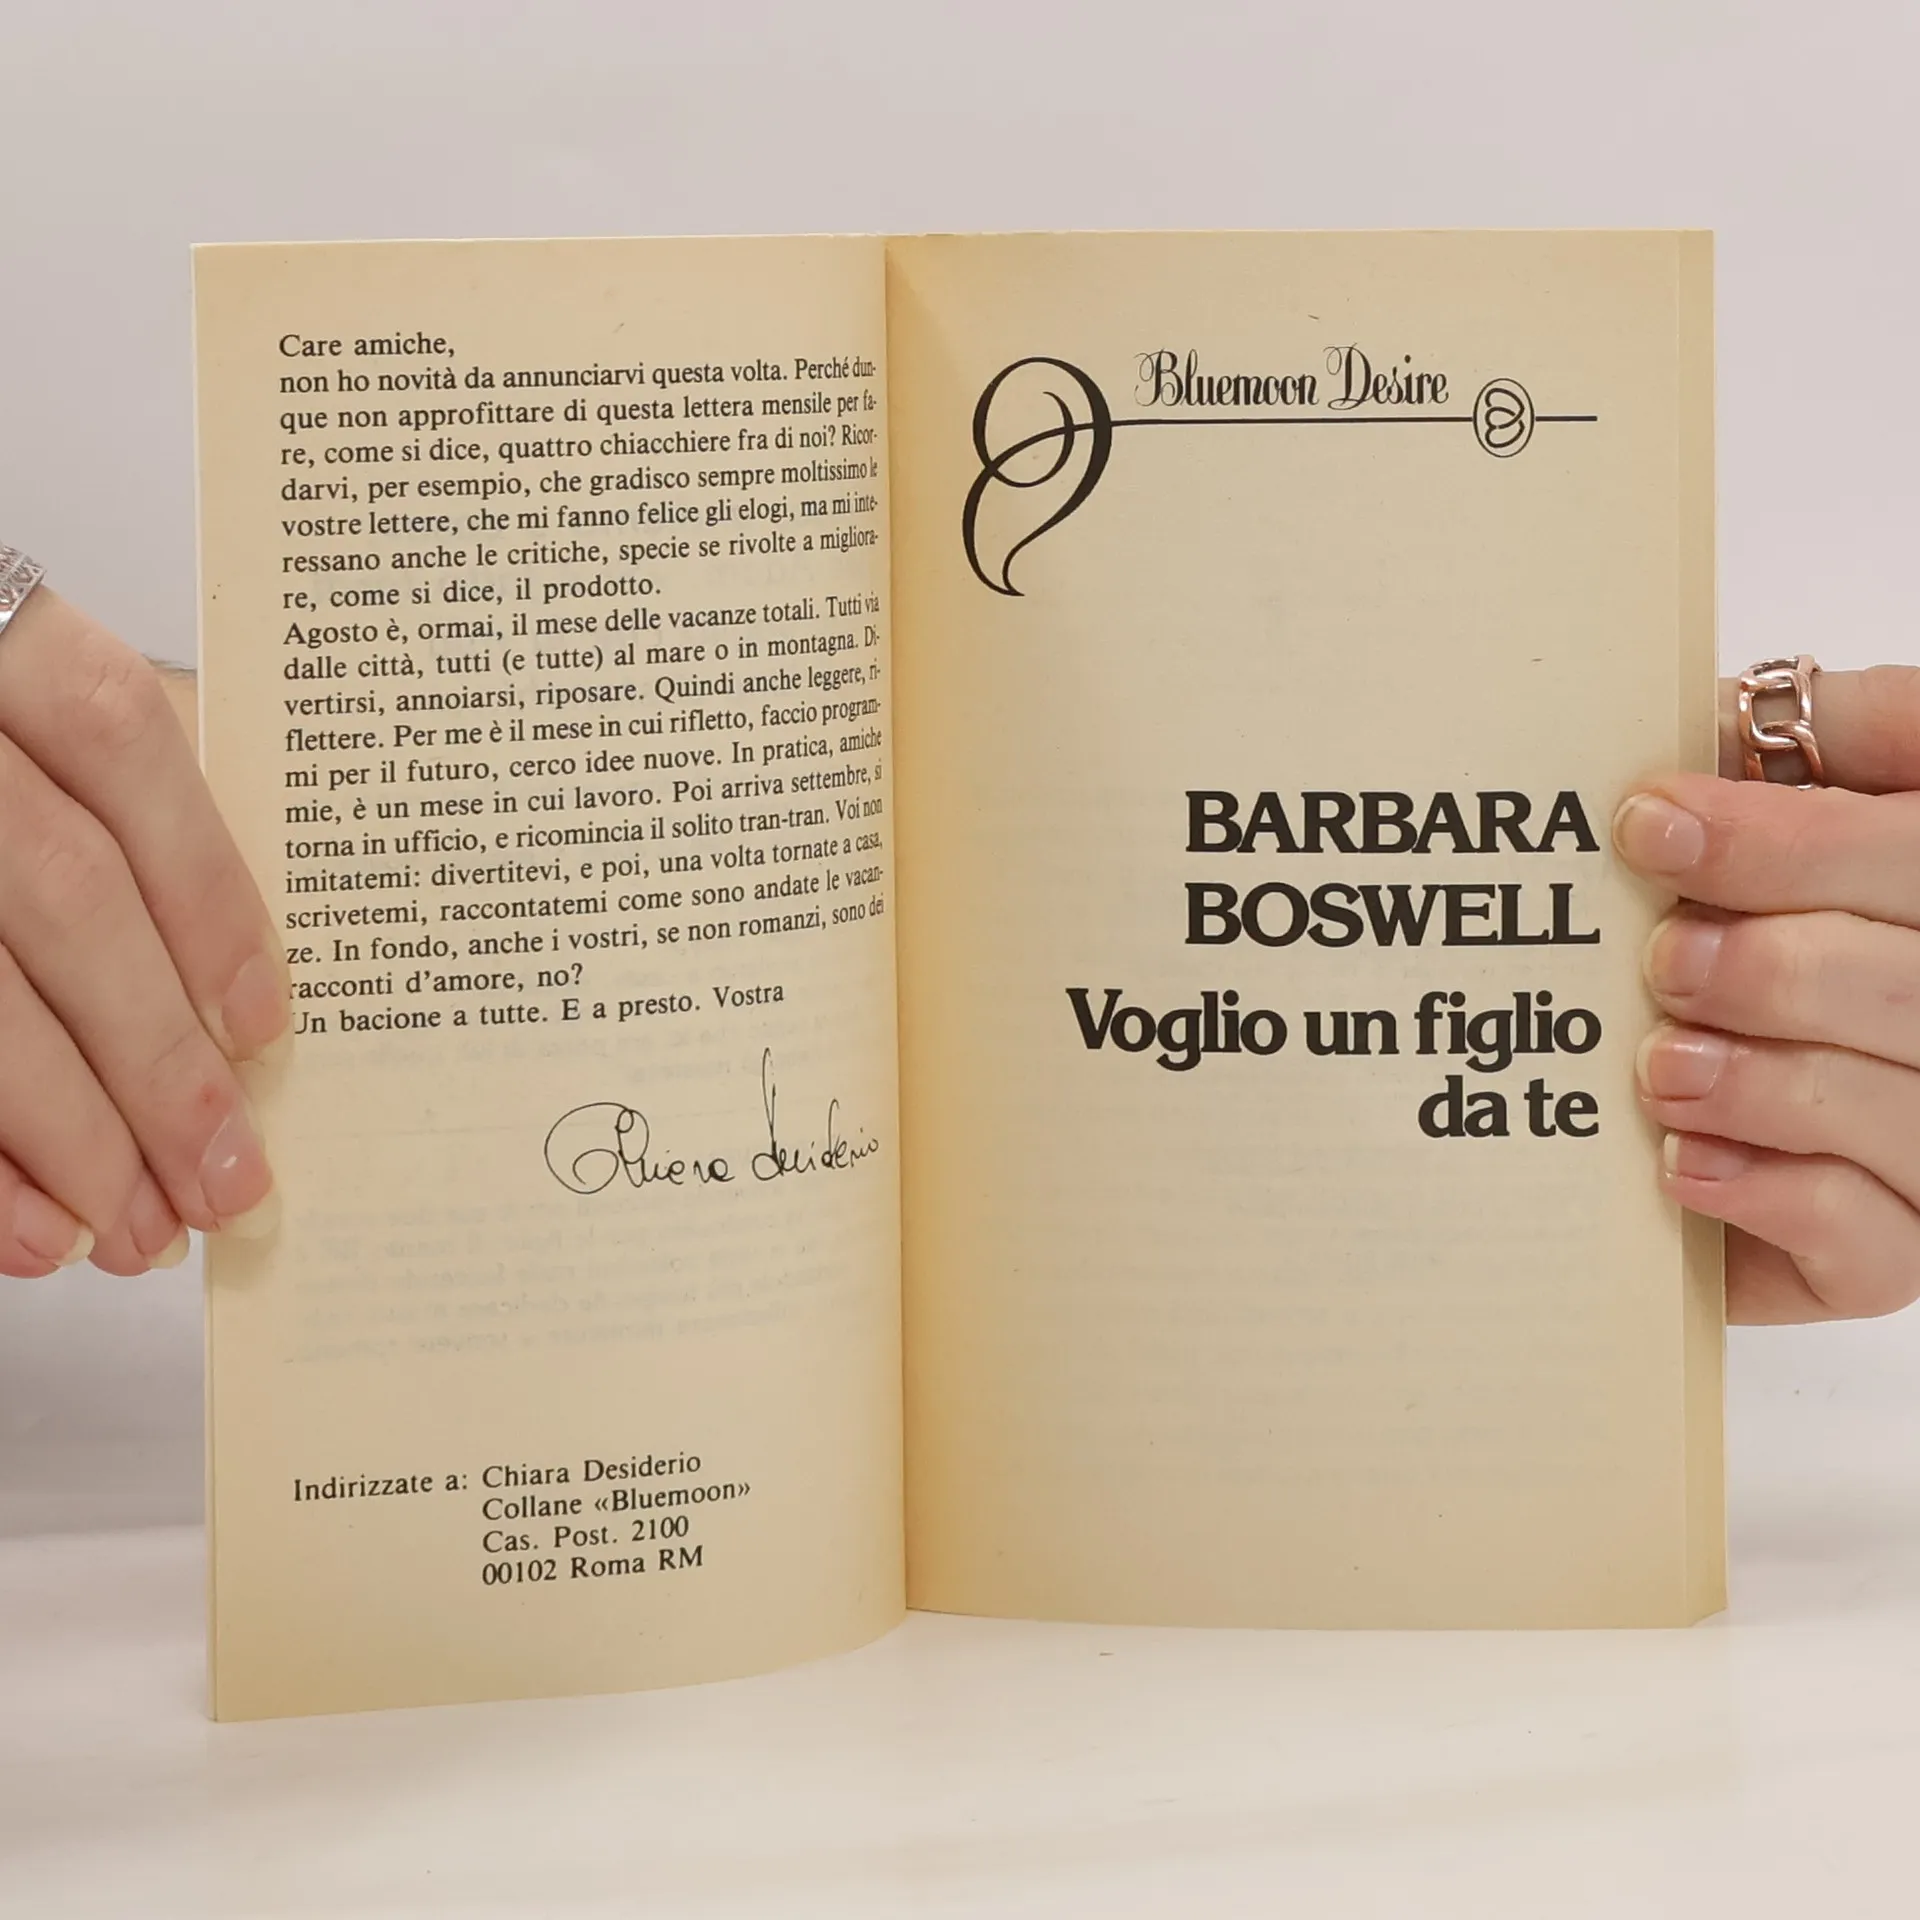 Care amiche,
non ho novità da annunciarvi questa volta. Perché dun-
que non approfittare di questa lettera mensile per fa-
re, come si dice, quattro chiacchiere fra di noi? Ricor-
darvi, per esempio, che gradisco sempre moltissimo le
vostre lettere, che mi fanno felice gli elogi, ma mi inte-
ressano anche le critiche, specie se rivolte a migliora-
re, come si dice, il prodotto.
Agosto è, ormai, il mese delle vacanze totali. Tutti via
dalle città, tutti (e tutte) al mare o in montagna. Di-
vertirsi, annoiarsi, riposare. Quindi anche leggere, ri-
flettere. Per me è il mese in cui rifletto, faccio program-
mi per il futuro, cerco idee nuove. In pratica, amiche
mie, è un mese in cui lavoro. Poi arriva settembre, si
torna in ufficio, e ricomincia il solito tran-tran. Voi non
imitatemi: divertitevi, e poi, una volta tornate a casa,
scrivetemi, raccontatemi come sono andate le vacan-
ze. In fondo, anche i vostri, se non romanzi, sono dei
racconti d'amore, no?
Un bacione a tutte. E a presto. Vostra
Chiara Desiderio
Indirizzate a: Chiara Desiderio
Collane «Bluemoon»
Cas. Post. 2100
00102 Roma RM
Bluemoon Desire
BARBARA
BOSWELL
Voglio un figlio
da te